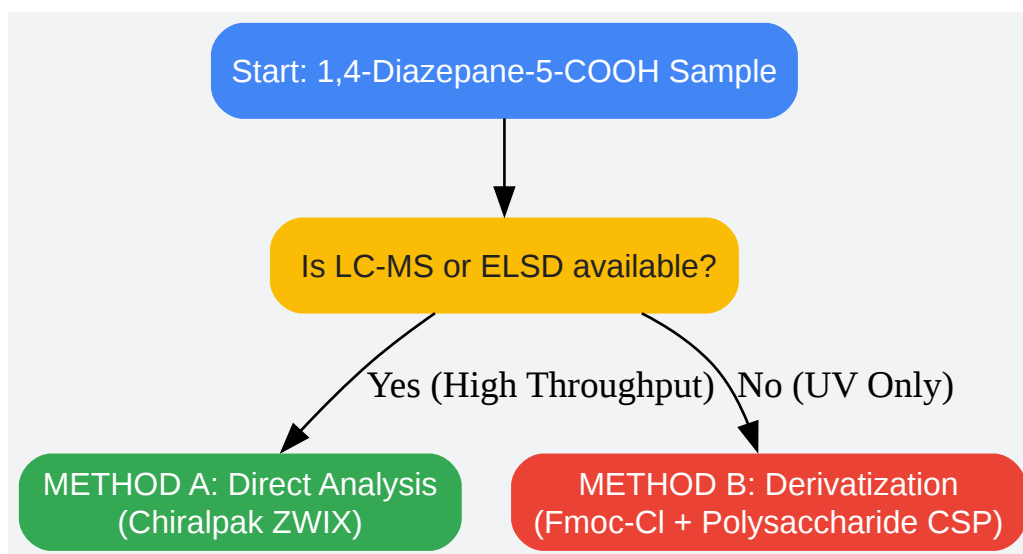 Start: 1,4-Diazepane-5-COOH Sample
Is LC-MS or ELSD available?
Yes (High Throughput)
No (UV Only)
METHOD A: Direct Analysis
(Chiralpak ZWIX)
METHOD B: Derivatization
(Fmoc-Cl + Polysaccharide CSP)